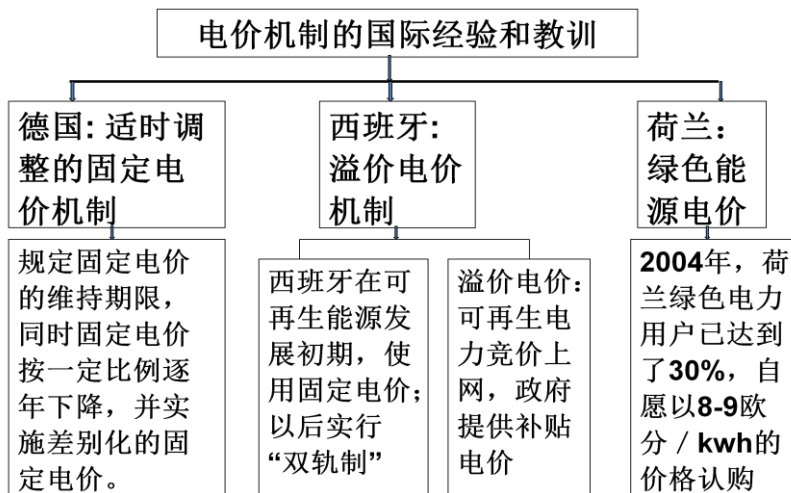 电价机制的国际经验和教训
德国: 适时调
整的固定电
价机制
西班牙:
溢价电价
机制
荷兰:
绿色能
源电价
规定固定电价
的维持期限，
同时固定电价
按一定比例逐
年下降，并实
施差别化的固
定电价。
西班牙在可
再生能源发
展初期，使
用固定电价；
以后实行
“双轨制”
溢价电价：
可再生电
力竞价上
网，政府
提供补贴
电价
2004年，荷
兰绿色电力
用户已达到
了30%，自
愿以8-9欧
分 / kwh的
价格认购